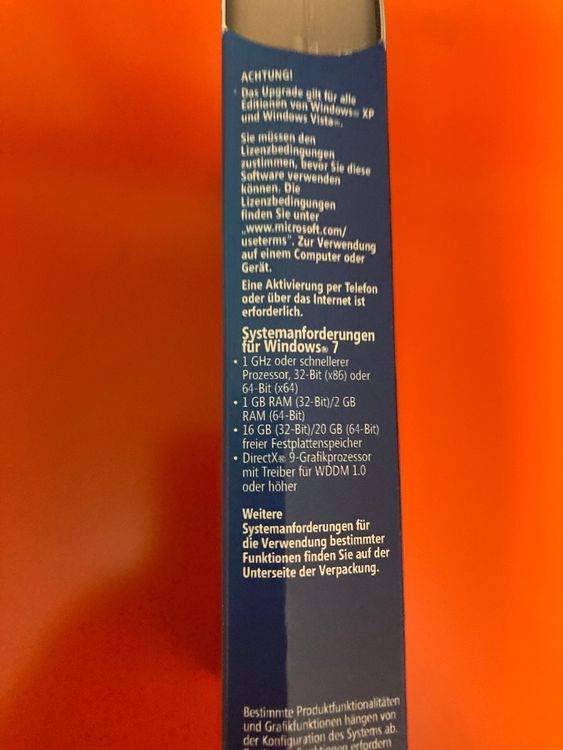 ACHTUNG!
Das Upgrade gilt für alle
Editionen von Windows® XP
und Windows Vista®.
Sie müssen den
Lizenzbedingungen
zustimmen, bevor Sie diese
Software verwenden
können. Die
Lizenzbedingungen
finden Sie unter
„www.microsoft.com/
useterms“. Zur Verwendung
auf einem Computer oder
Gerät.
Eine Aktivierung per Telefon
oder über das Internet ist
erforderlich.
Systemanforderungen
für Windows® 7
• 1 GHz oder schnellerer
Prozessor, 32-Bit (x86) oder
64-Bit (x64)
• 1 GB RAM (32-Bit)/2 GB
RAM (64-Bit)
• 16 GB (32-Bit)/20 GB (64-Bit)
freier Festplattenspeicher
• DirectX® 9-Grafikprozessor
mit Treiber für WDDM 1.0
oder höher
Weitere
Systemanforderungen für
die Verwendung bestimmter
Funktionen finden Sie auf der
Unterseite der Verpackung.
Bestimmte Produktfunktionalitäten
und Grafikfunktionen hängen von
der Konfiguration des Systems ab.
Funktionen erfordern